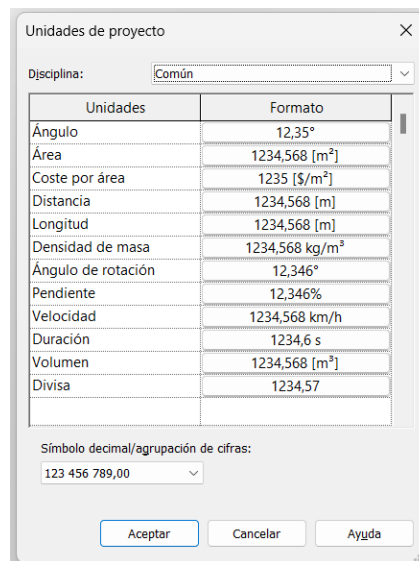 Unidades de proyecto
Disciplina: Común
Unidades Formato
Ángulo 12,35°
Área 1234,568 [m²]
Coste por área 1235 [$/m²]
Distancia 1234,568 [m]
Longitud 1234,568 [m]
Densidad de masa 1234,568 kg/m³
Ángulo de rotación 12,346°
Pendiente 12,346%
Velocidad 1234,568 km/h
Duración 1234,6 s
Volumen 1234,568 [m³]
Divisa 1234,57
Símbolo decimal/agrupación de cifras:
123 456 789,00
Aceptar Cancelar Ayuda